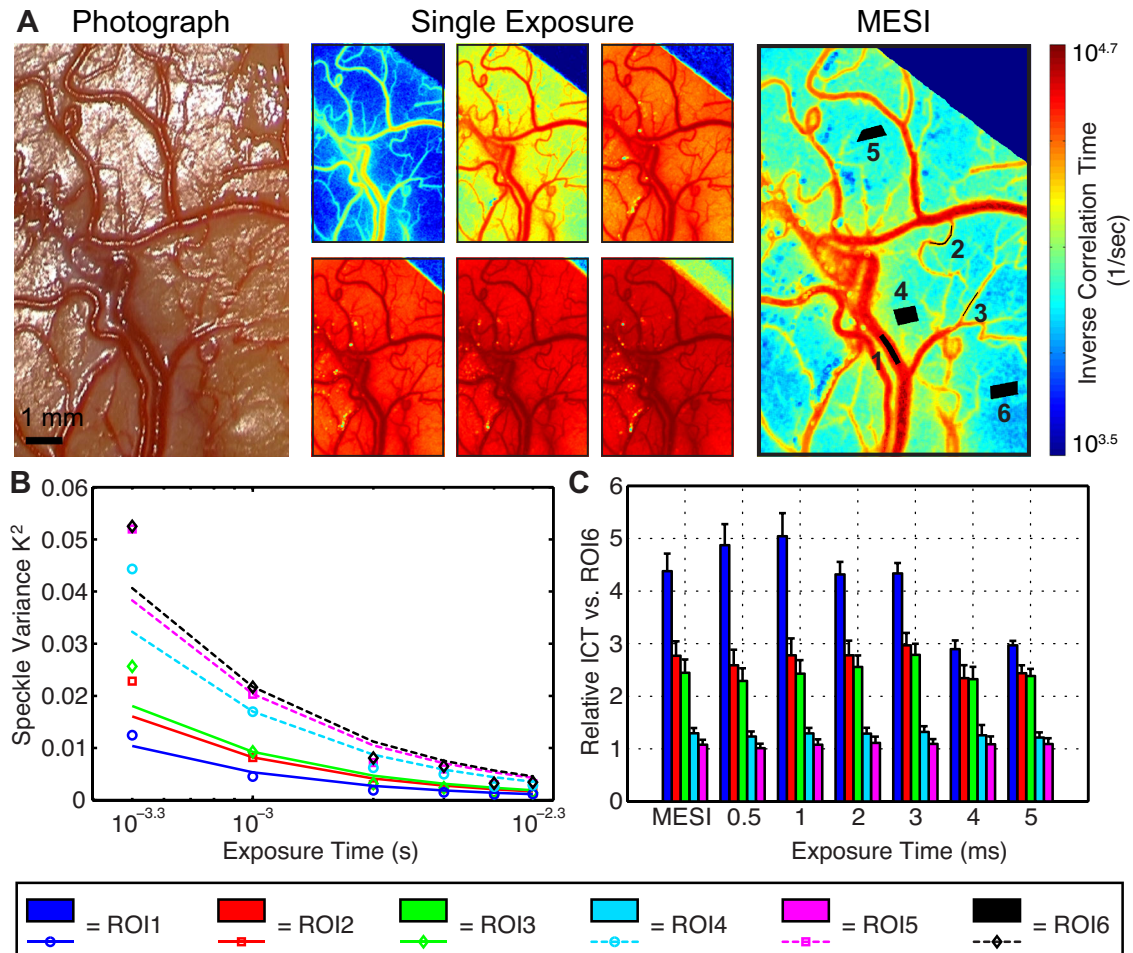 A Photograph Single Exposure MESI
1 mm
5
2
4
3
1
6
10^4.7
10^3.5
Inverse Correlation Time
(1/sec)
B
0.06
0.05
0.04
0.03
0.02
0.01
0
Speckle Variance K²
10^−3.3 10^−3 10^−2.3
Exposure Time (s)
C
6
5
4
3
2
1
0
Relative ICT vs. ROI6
MESI 0.5 1 2 3 4 5
Exposure Time (ms)
= ROI1 = ROI2 = ROI3 = ROI4 = ROI5 = ROI6